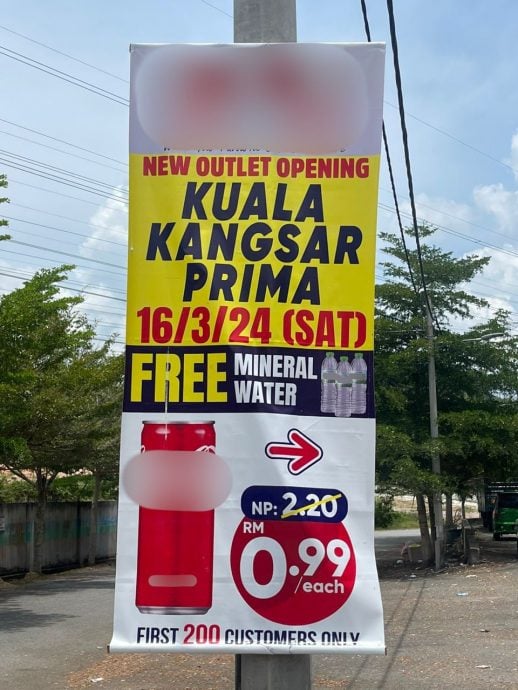 NEW OUTLET OPENING
KUALA
KANGSAR
PRIMA
16/3/24 (SAT)
FREE MINERAL WATER
NP: 2.20
RM
0.99
/each
FIRST 200 CUSTOMERS ONLY